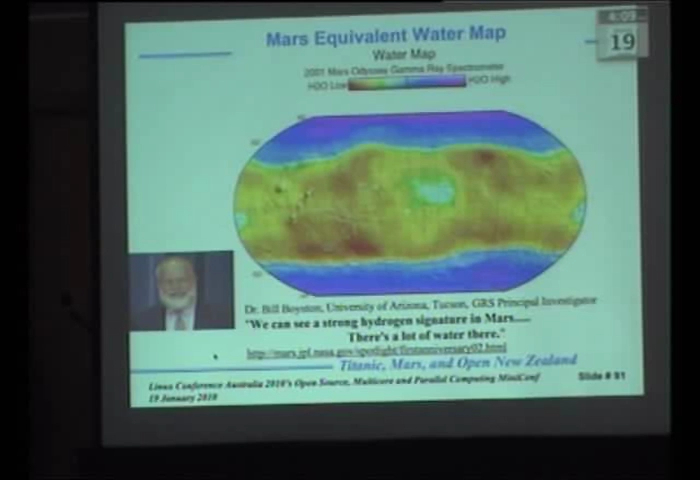 4:09
19
Mars Equivalent Water Map
Water Map
2001 Mars Odyssey Gamma Ray Spectrometer
H2O Low H2O High
Dr. Bill Boynton, University of Arizona, Tucson, GRS Principal Investigator
"We can see a strong hydrogen signature in Mars.....
There's a lot of water there."
http://mars.jpl.nasa.gov/spotlight/firstanniversary02.html
Titanic, Mars, and Open New Zealand
Linux Conference Australia 2010's Open Source, Multicore and Parallel Computing MiniConf
19 January 2010
Slide # 91